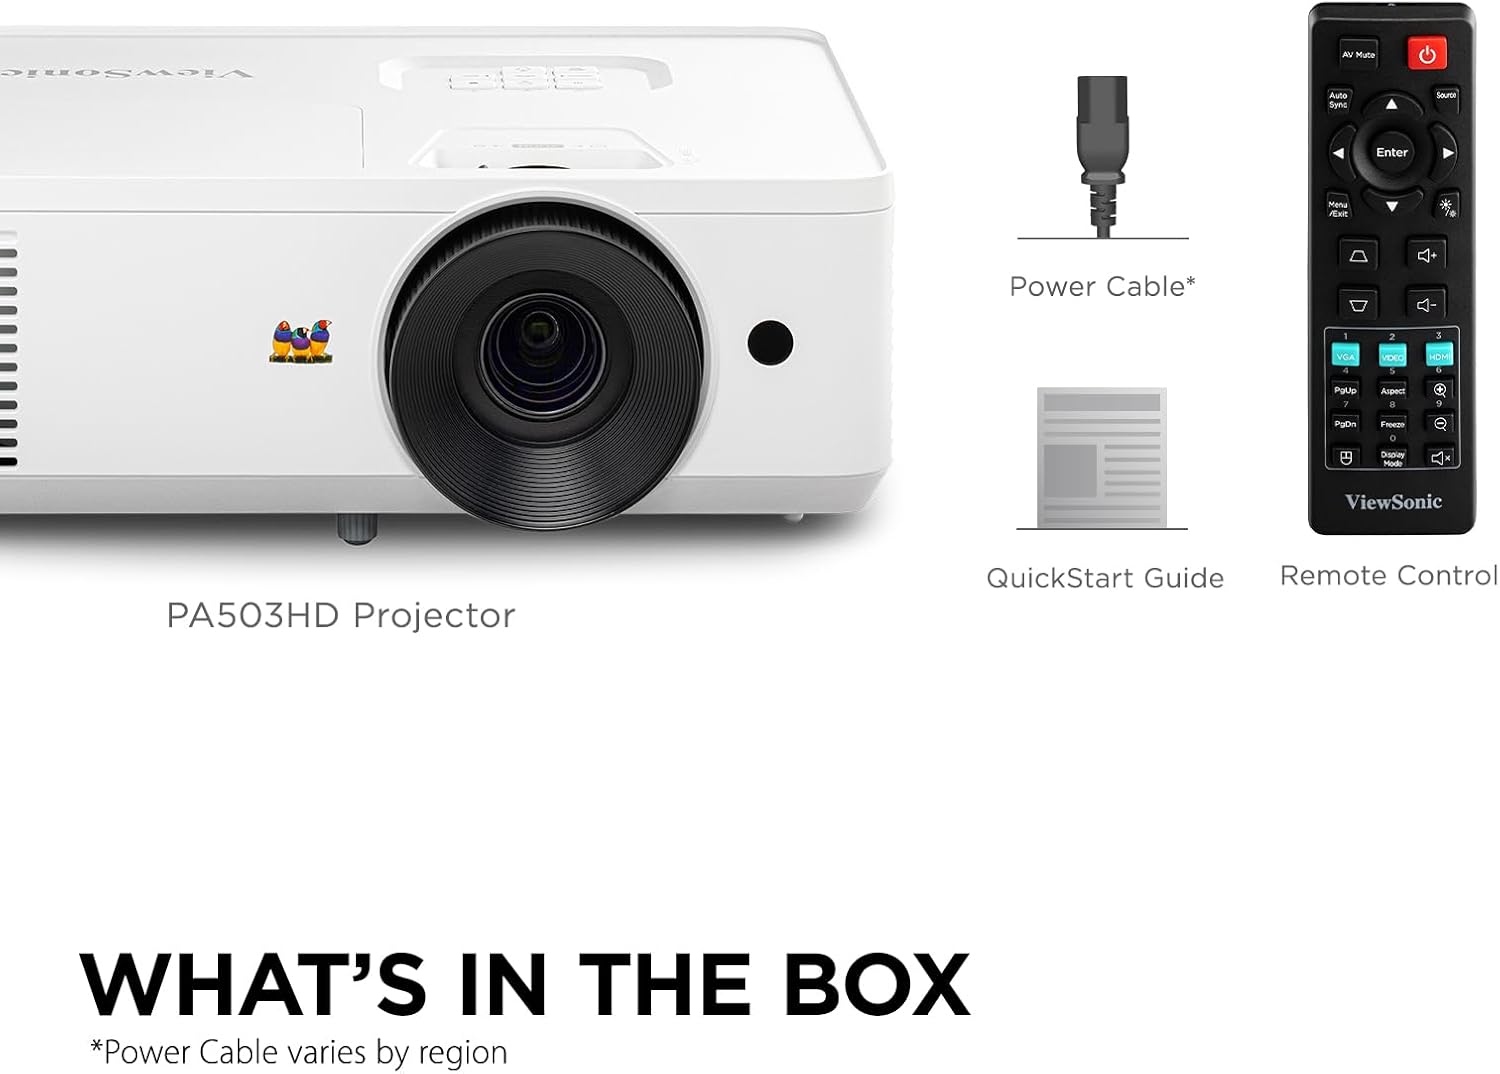 ViewSonic
PA503HD Projector
Power Cable*
QuickStart Guide
AV Mute
Auto
Sync
Source
Enter
Menu
/Exit
1 2 3
VGA VIDEO HDMI
4 5 6
PgUp Aspect
7 8 9
PgDn Freeze
0
Display
Mode
ViewSonic
Remote Control
WHAT'S IN THE BOX
*Power Cable varies by region